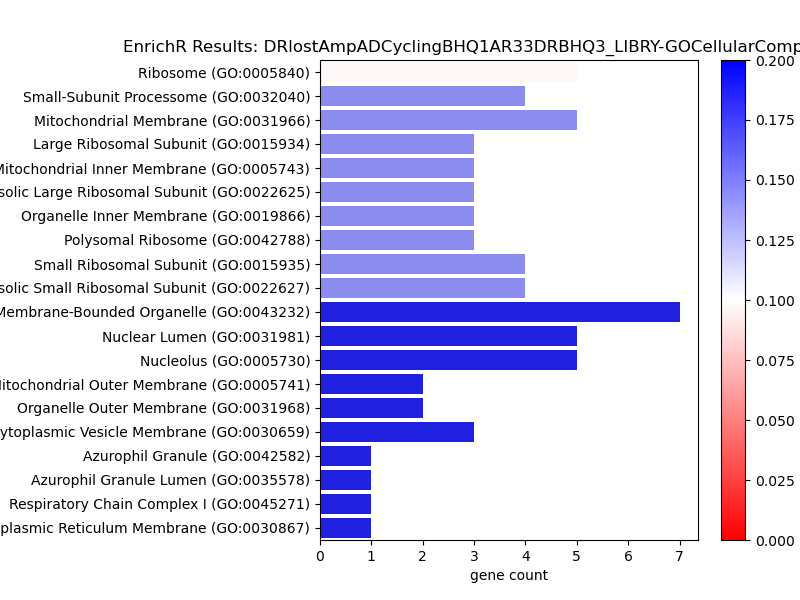 EnrichR Results: DRlostAmpADCyclingBHQ1AR33DRBHQ3_LIBRY-GOCellularComp
Ribosome (GO:0005840)
Small-Subunit Processome (GO:0032040)
Mitochondrial Membrane (GO:0031966)
Large Ribosomal Subunit (GO:0015934)
Mitochondrial Inner Membrane (GO:0005743)
solic Large Ribosomal Subunit (GO:0022625)
Organelle Inner Membrane (GO:0019866)
Polysomal Ribosome (GO:0042788)
Small Ribosomal Subunit (GO:0015935)
solic Small Ribosomal Subunit (GO:0022627)
Membrane-Bounded Organelle (GO:0043232)
Nuclear Lumen (GO:0031981)
Nucleolus (GO:0005730)
Mitochondrial Outer Membrane (GO:0005741)
Organelle Outer Membrane (GO:0031968)
ytoplasmic Vesicle Membrane (GO:0030659)
Azurophil Granule (GO:0042582)
Azurophil Granule Lumen (GO:0035578)
Respiratory Chain Complex I (GO:0045271)
plasmic Reticulum Membrane (GO:0030867)
0 1 2 3 4 5 6 7
gene count
0.200
0.175
0.150
0.125
0.100
0.075
0.050
0.025
0.000